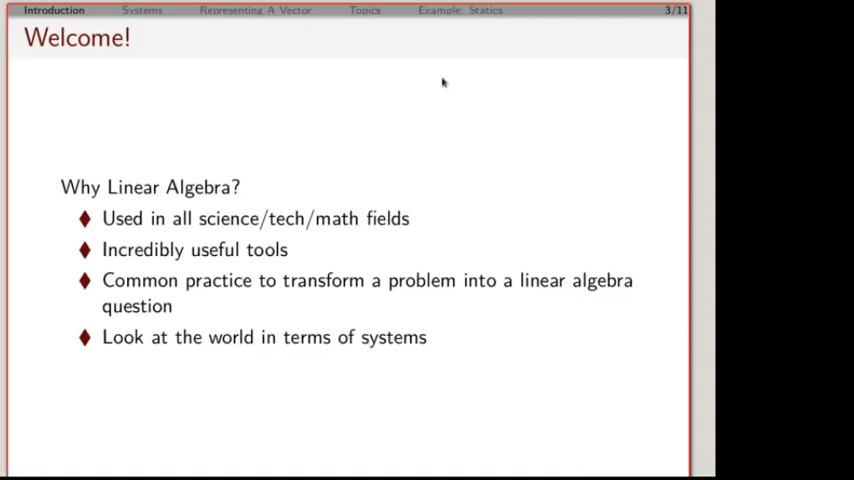 Introduction Systems Representing A Vector Topics Example: Statics 3/11
Welcome!
Why Linear Algebra?
Used in all science/tech/math fields
Incredibly useful tools
Common practice to transform a problem into a linear algebra
question
Look at the world in terms of systems